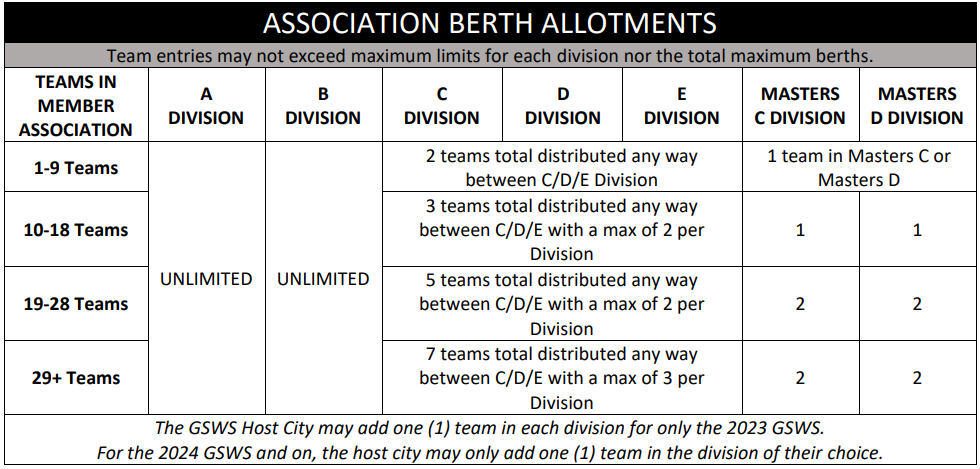 ASSOCIATION BERTH ALLOTMENTS
Team entries may not exceed maximum limits for each division nor the total maximum berths.
TEAMS IN
MEMBER
ASSOCIATION
A
DIVISION
B
DIVISION
C
DIVISION
D
DIVISION
E
DIVISION
MASTERS
C DIVISION
MASTERS
D DIVISION
1-9 Teams
UNLIMITED
UNLIMITED
2 teams total distributed any way
between C/D/E Division
1 team in Masters C or
Masters D
10-18 Teams
3 teams total distributed any way
between C/D/E with a max of 2 per
Division
1
1
19-28 Teams
5 teams total distributed any way
between C/D/E with a max of 2 per
Division
2
2
29+ Teams
7 teams total distributed any way
between C/D/E with a max of 3 per
Division
2
2
The GSWS Host City may add one (1) team in each division for only the 2023 GSWS.
For the 2024 GSWS and on, the host city may only add one (1) team in the division of their choice.